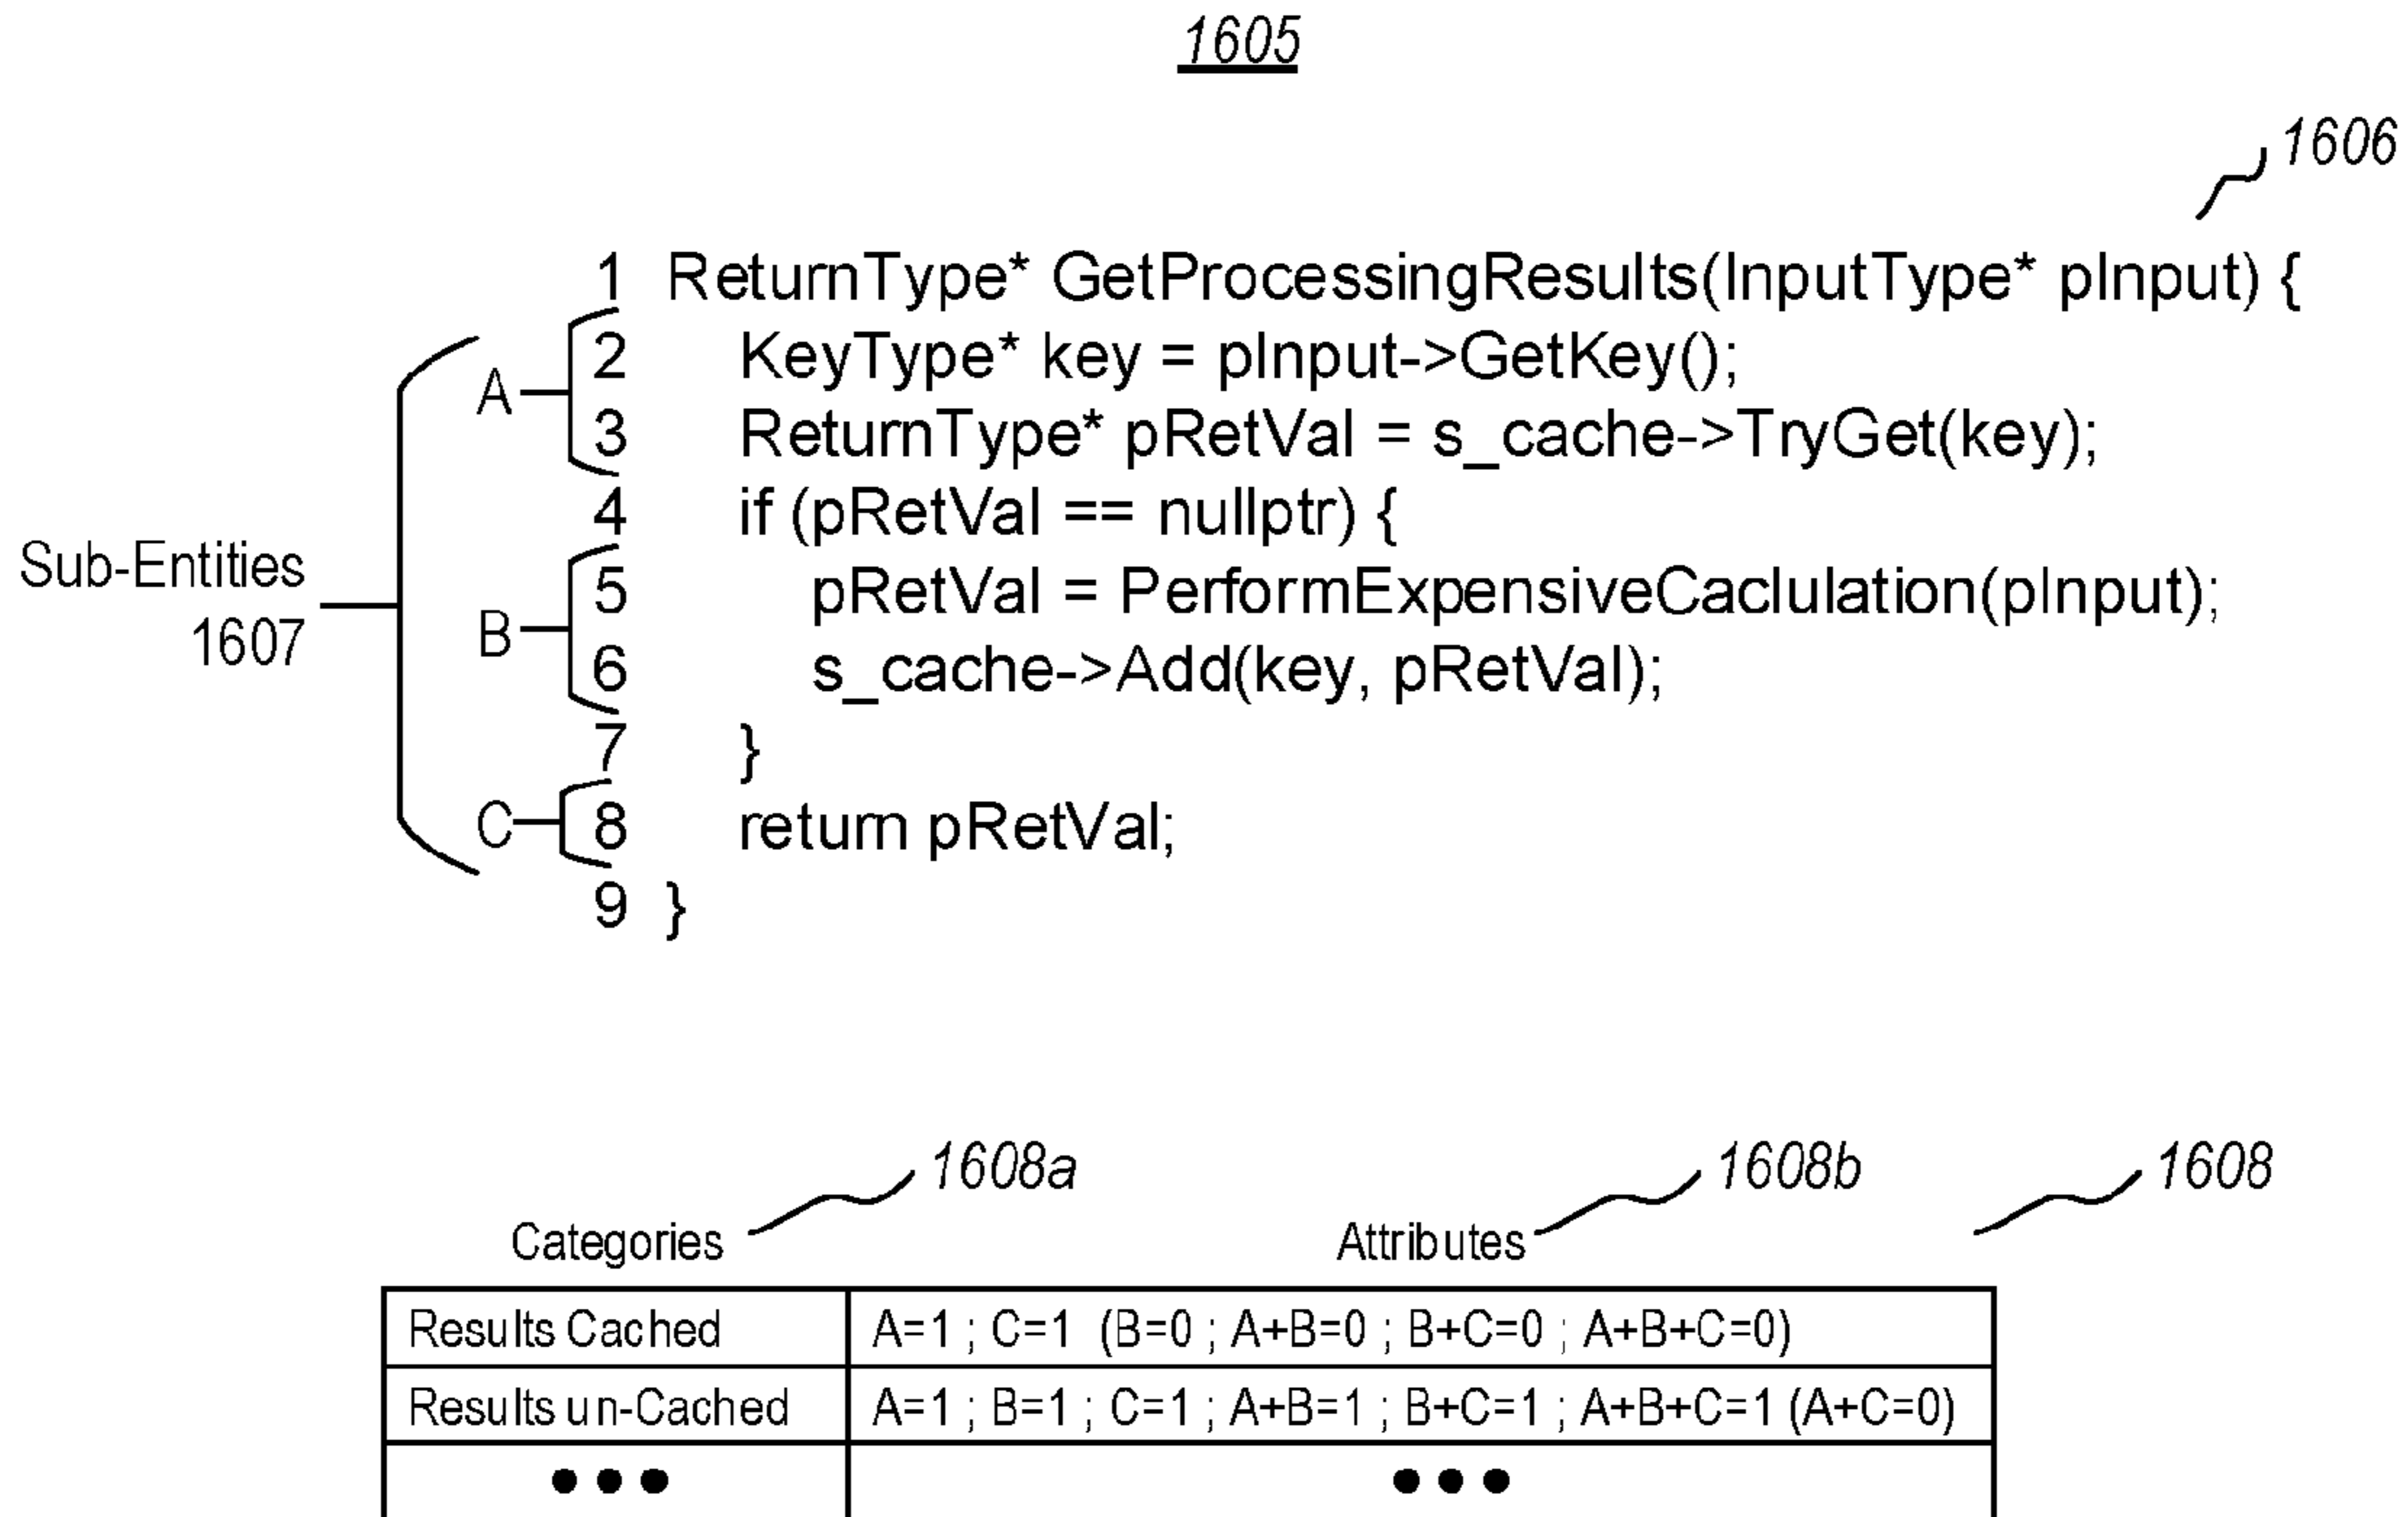 1605
1606
1 ReturnType* GetProcessingResults(InputType* pInput) {
2 KeyType* key = pInput->GetKey();
A
3 ReturnType* pRetVal = s_cache->TryGet(key);
4 if (pRetVal == nullptr) {
Sub-Entities
1607
5 pRetVal = PerformExpensiveCaclulation(pInput);
B
6 s_cache->Add(key, pRetVal);
7 }
C 8 return pRetVal;
9 }
1608a 1608b 1608
Categories Attributes
Results Cached A=1 ; C=1 (B=0 ; A+B=0 ; B+C=0 ; A+B+C=0)
Results un-Cached A=1 ; B=1 ; C=1 ; A+B=1 ; B+C=1 ; A+B+C=1 (A+C=0)
●●● ●●●